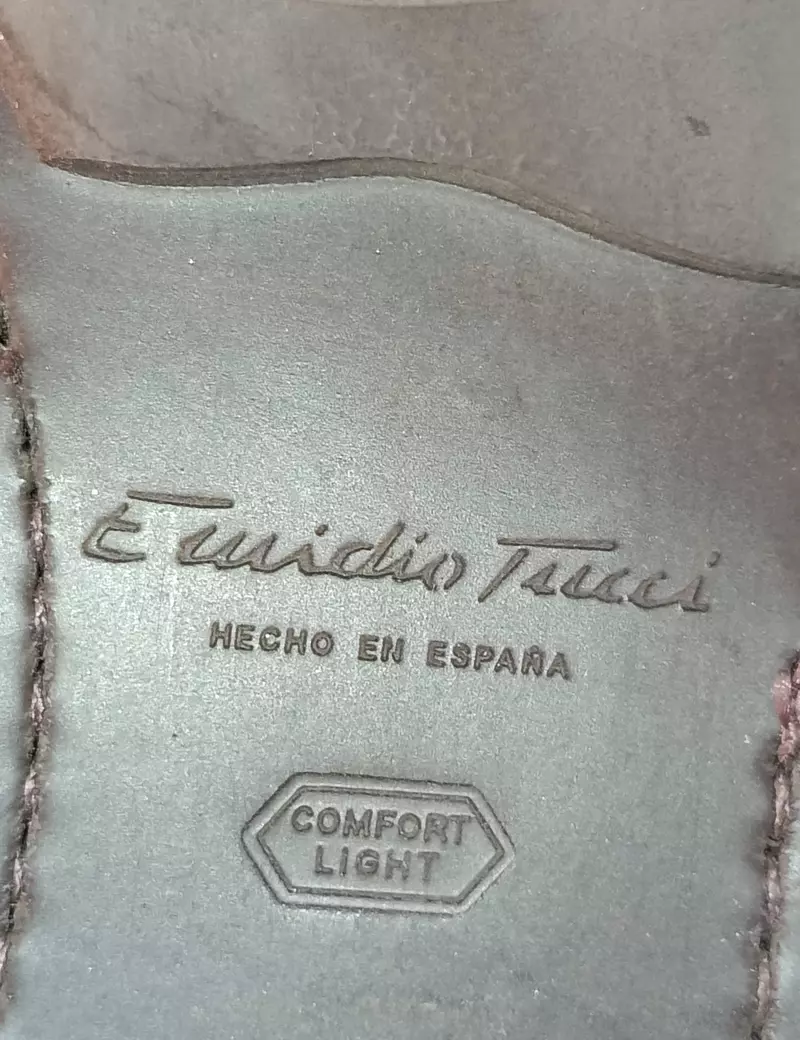 Emidio Tucci
HECHO EN ESPAÑA
COMFORT
LIGHT